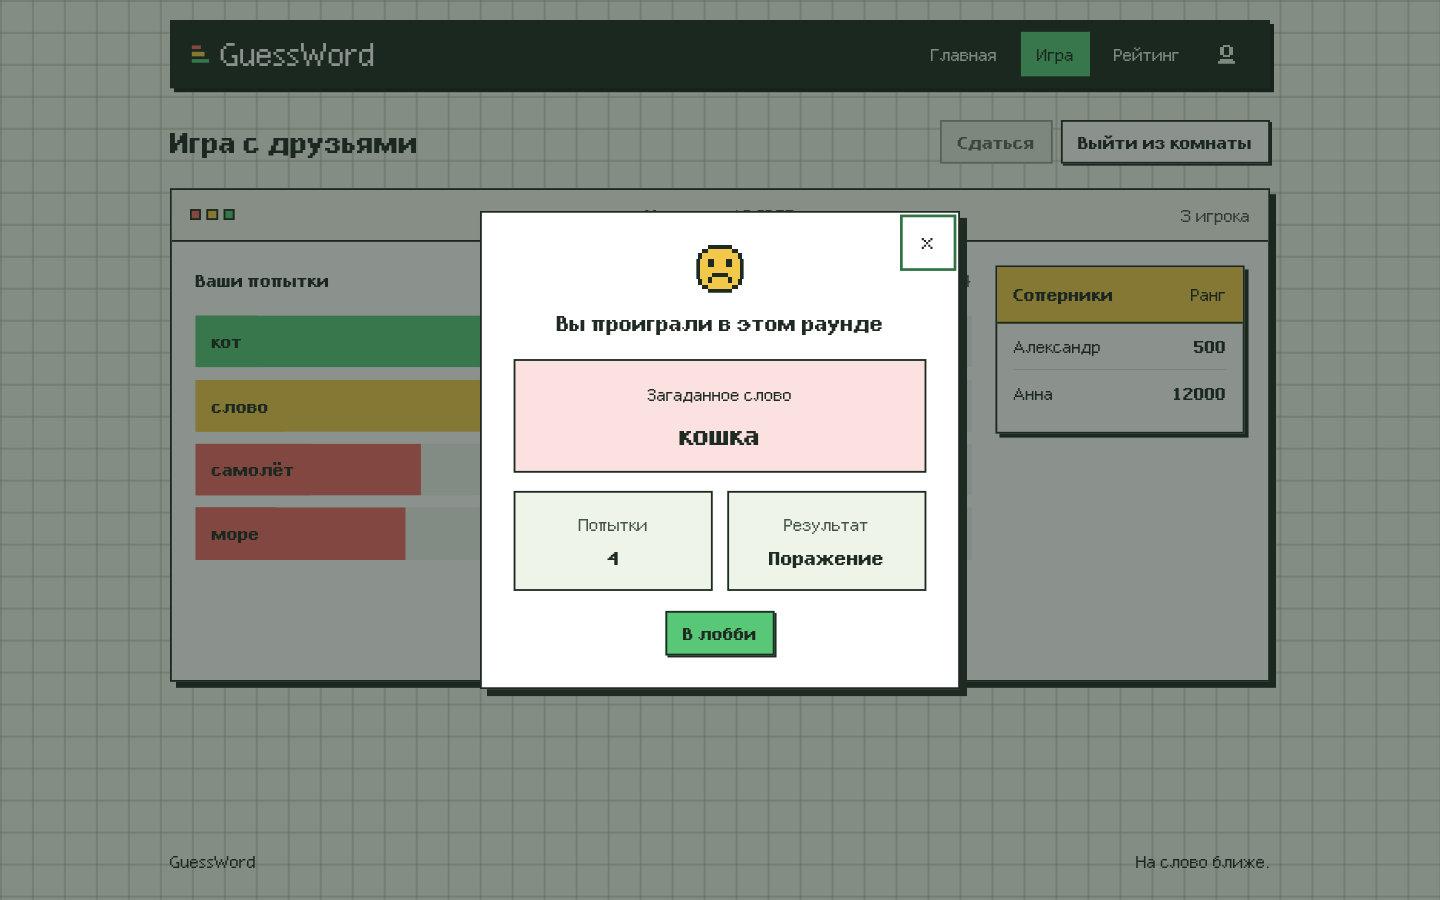 GuessWord
Главная
Игра
Рейтинг
Игра с друзьями
Сдаться
Выйти из комнаты
3 игрока
Ваши попытки
кот
слово
самолёт
море
×
Вы проиграли в этом раунде
Загаданное слово
кошка
Попытки
4
Результат
Поражение
В лобби
Соперники Ранг
Александр 500
Анна 12000
GuessWord
На слово ближе.